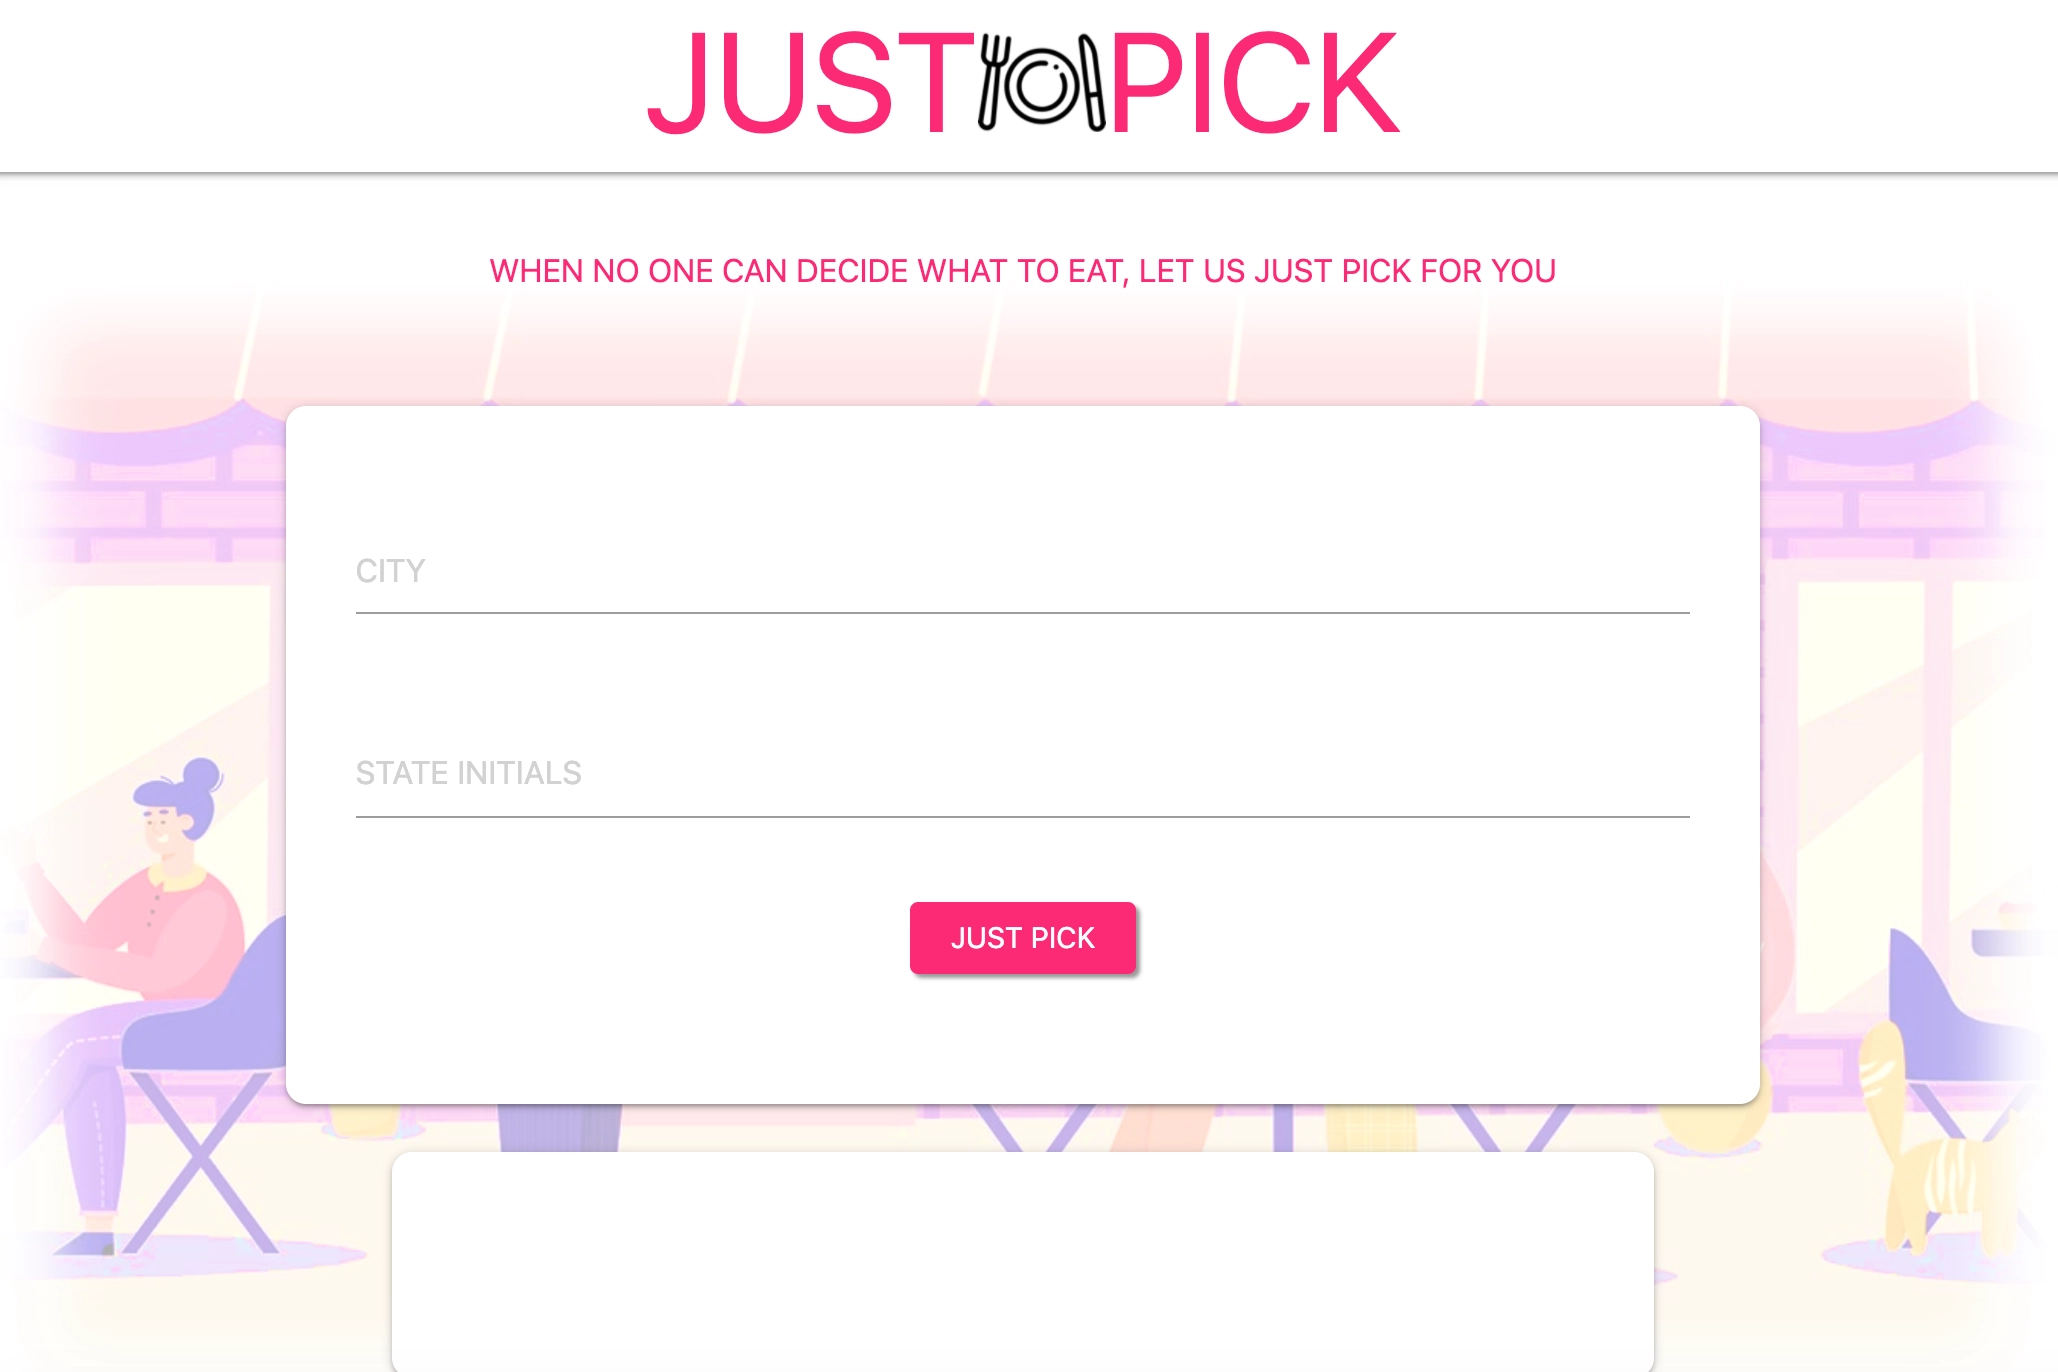 JUST PICK
WHEN NO ONE CAN DECIDE WHAT TO EAT, LET US JUST PICK FOR YOU
CITY
STATE INITIALS
JUST PICK